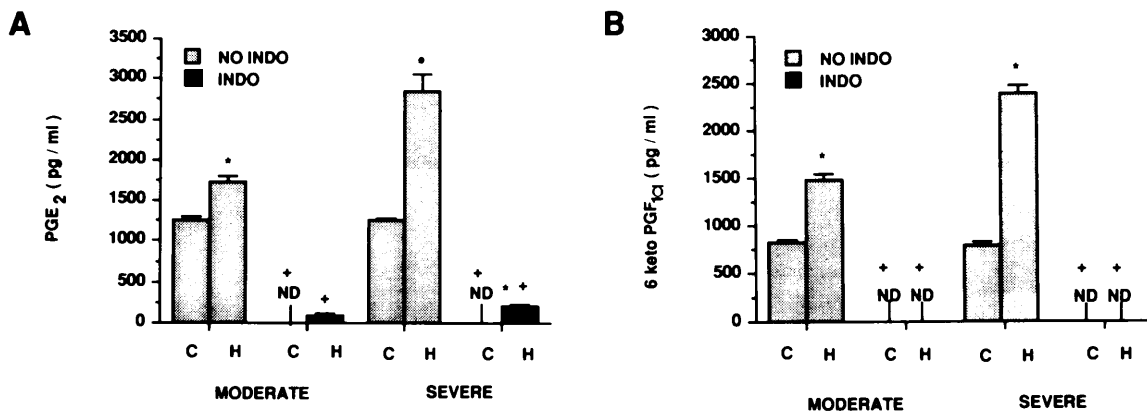 A
PGE2 ( pg / ml )
3500
3000
2500
2000
1500
1000
500
0
NO INDO
INDO
*
+
ND
+
*
+
ND
* +
C H C H C H C H
MODERATE SEVERE
B
6 keto PGF1α ( pg / ml )
3000
2500
2000
1500
1000
500
0
NO INDO
INDO
*
+ +
ND ND
*
+ +
ND ND
C H C H C H C H
MODERATE SEVERE